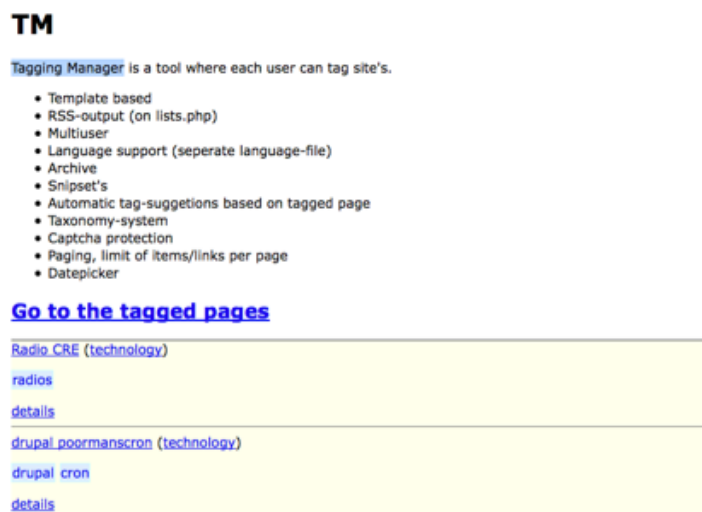 TM
Tagging Manager is a tool where each user can tag site's.
• Template based
• RSS-output (on lists.php)
• Multiuser
• Language support (seperate language-file)
• Archive
• Snipset's
• Automatic tag-suggetions based on tagged page
• Taxonomy-system
• Captcha protection
• Paging, limit of items/links per page
• Datepicker
Go to the tagged pages
Radio CRE (technology)
radios
details
drupal poormanscron (technology)
drupal cron
details